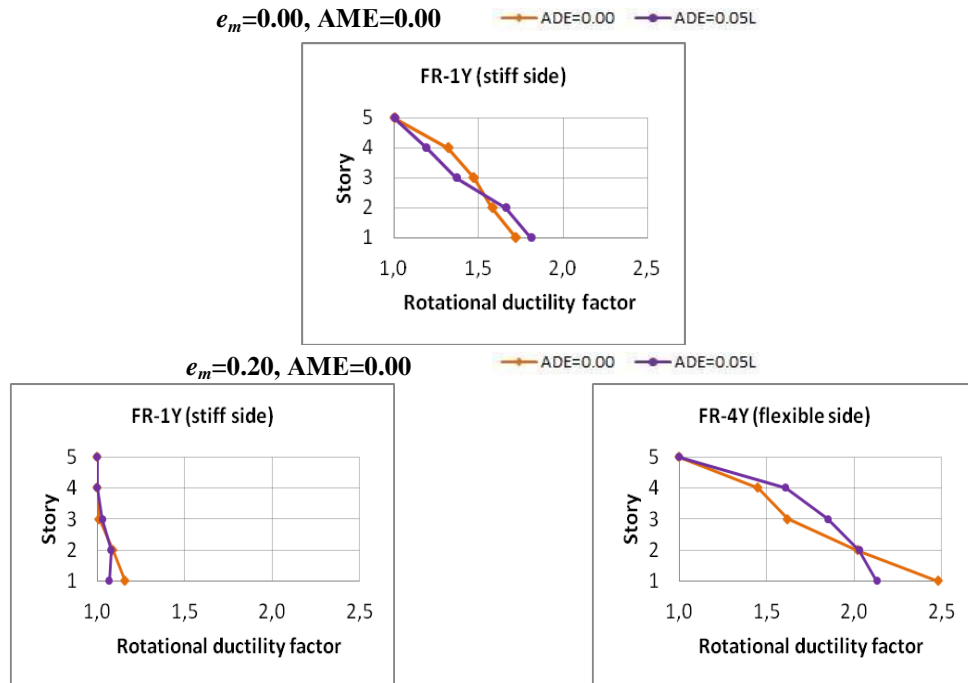 e_m=0.00, AME=0.00
ADE=0.00 ADE=0.05L
FR-1Y (stiff side)
5
4
3
2
1
Story
1,0 1,5 2,0 2,5
Rotational ductility factor
e_m=0.20, AME=0.00
ADE=0.00 ADE=0.05L
FR-1Y (stiff side)
5
4
3
2
1
Story
1,0 1,5 2,0 2,5
Rotational ductility factor
FR-4Y (flexible side)
5
4
3
2
1
Story
1,0 1,5 2,0 2,5
Rotational ductility factor